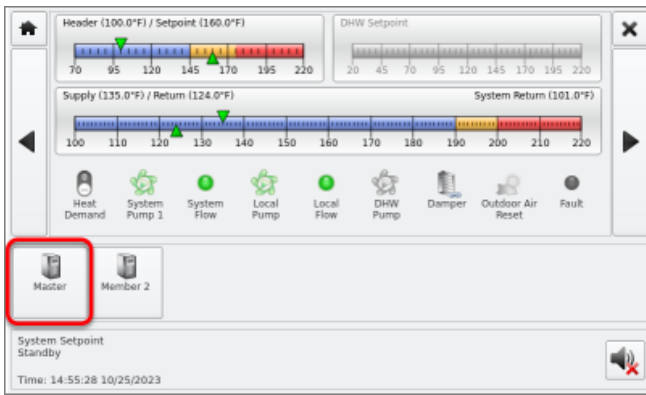 Header (100.0°F) / Setpoint (160.0°F)
70 95 120 145 170 195 220
DHW Setpoint
20 45 70 95 120 145 170 195 220
Supply (135.0°F) / Return (124.0°F) System Return (101.0°F)
100 110 120 130 140 150 160 170 180 190 200 210 220
Heat Demand
System Pump 1
System Flow
Local Pump
Local Flow
DHW Pump
Damper
Outdoor Air Reset
Fault
Master
Member 2
System Setpoint
Standby
Time: 14:55:28 10/25/2023